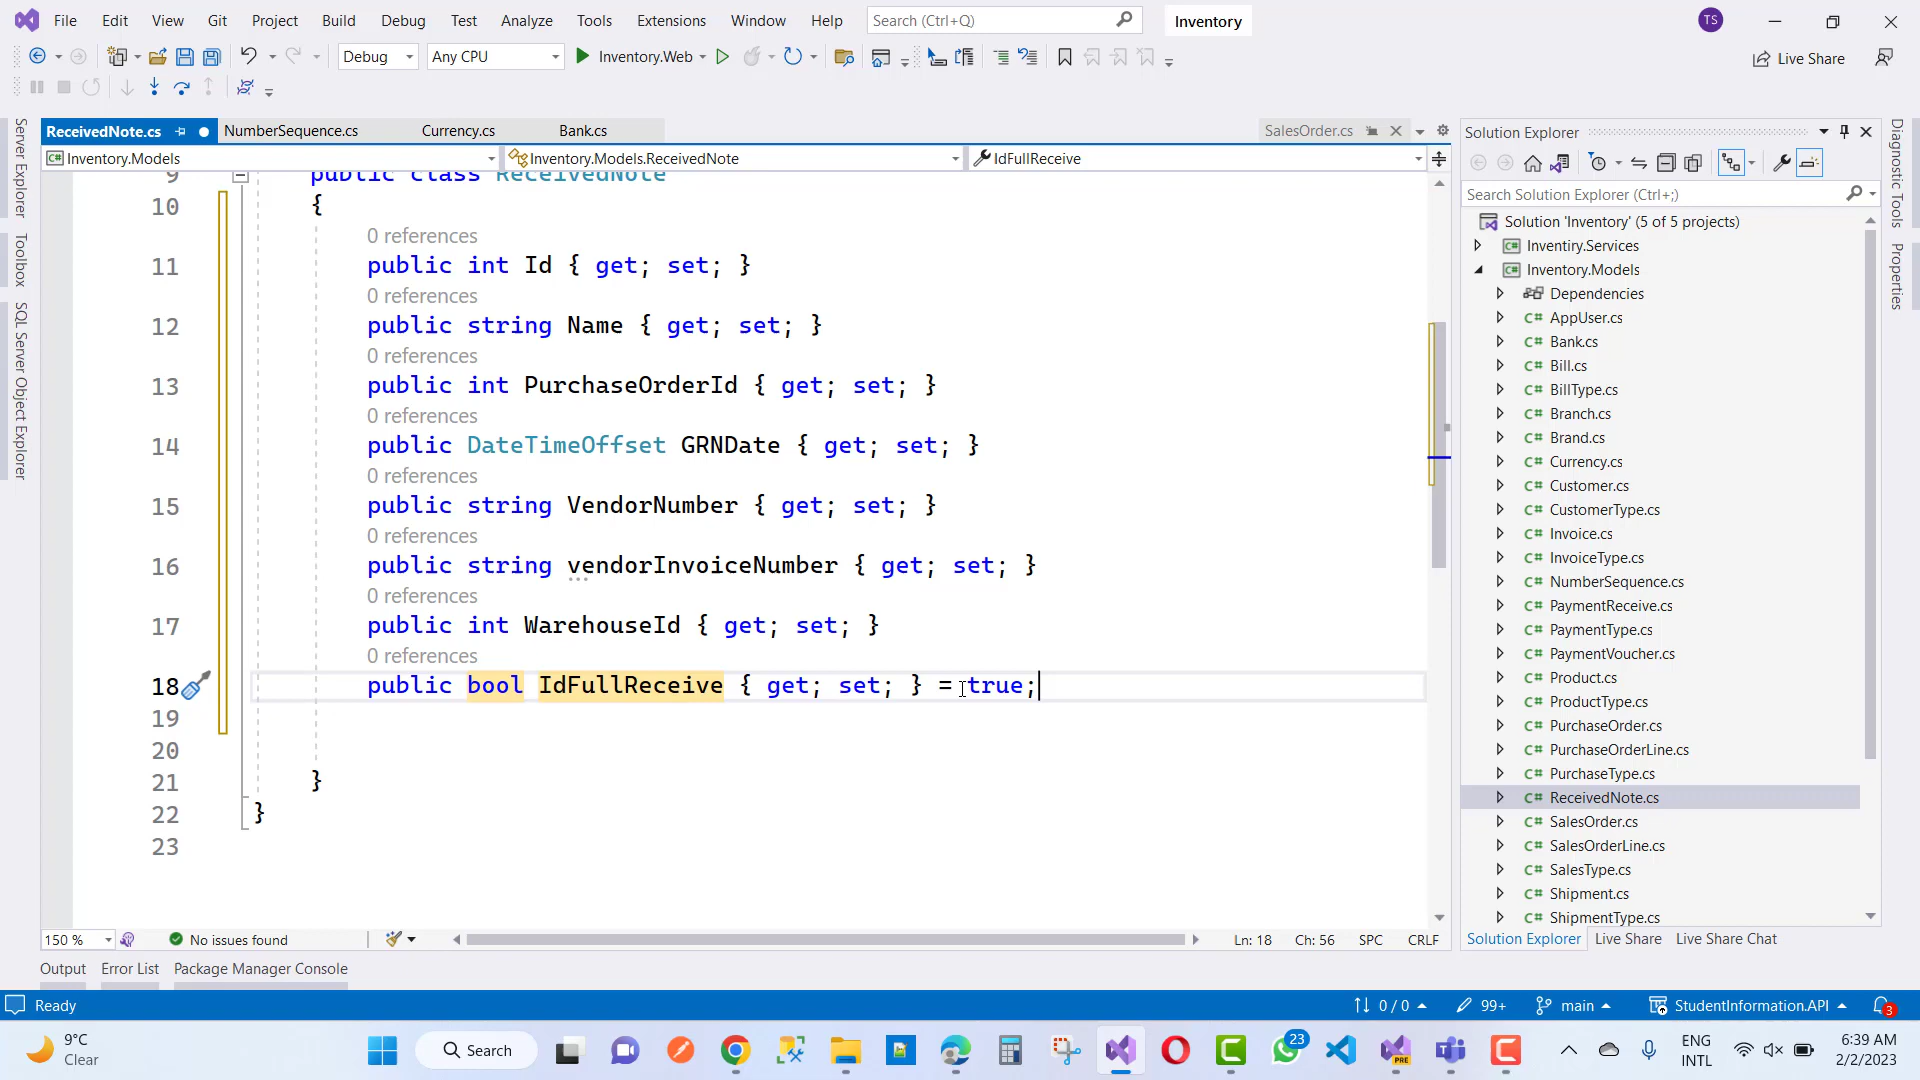 File Edit View Git Project Build Debug Test Analyze Tools Extensions Window Help Search (Ctrl+Q) Inventory TS
Debug Any CPU Inventory.Web Live Share
ReceivedNote.cs NumberSequence.cs Currency.cs Bank.cs SalesOrder.cs
Inventory.Models Inventory.Models.ReceivedNote IdFullReceive
9 public class ReceivedNote
10 {
0 references
11 public int Id { get; set; }
0 references
12 public string Name { get; set; }
0 references
13 public int PurchaseOrderId { get; set; }
0 references
14 public DateTimeOffset GRNDate { get; set; }
0 references
15 public string VendorNumber { get; set; }
0 references
16 public string vendorInvoiceNumber { get; set; }
0 references
17 public int WarehouseId { get; set; }
0 references
18 public bool IdFullReceive { get; set; } = true;
19
20
21 }
22 }
23
150 % No issues found Ln: 18 Ch: 56 SPC CRLF
Server Explorer
Toolbox
SQL Server Object Explorer
Solution Explorer
Search Solution Explorer (Ctrl+;)
Solution 'Inventory' (5 of 5 projects)
C# Inventiry.Services
C# Inventory.Models
Dependencies
C# AppUser.cs
C# Bank.cs
C# Bill.cs
C# BillType.cs
C# Branch.cs
C# Brand.cs
C# Currency.cs
C# Customer.cs
C# CustomerType.cs
C# Invoice.cs
C# InvoiceType.cs
C# NumberSequence.cs
C# PaymentReceive.cs
C# PaymentType.cs
C# PaymentVoucher.cs
C# Product.cs
C# ProductType.cs
C# PurchaseOrder.cs
C# PurchaseOrderLine.cs
C# PurchaseType.cs
C# ReceivedNote.cs
C# SalesOrder.cs
C# SalesOrderLine.cs
C# SalesType.cs
C# Shipment.cs
C# ShipmentType.cs
Solution Explorer Live Share Live Share Chat
Diagnostic Tools
Properties
Output Error List Package Manager Console
Ready 0 / 0 99+ main StudentInformation.API 3
9°C
Clear
Search
PRE
23
ENG
INTL
6:39 AM
2/2/2023